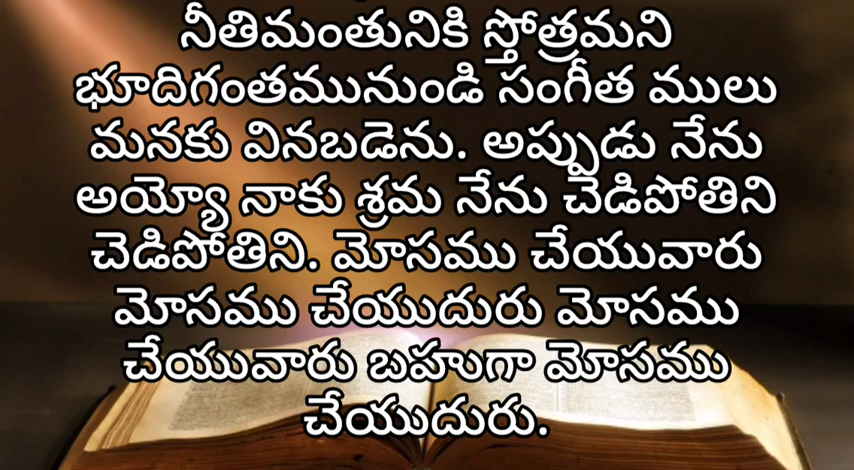 నీతిమంతునికి స్తోత్రమని
భూదిగంతమునుండి సంగీత ములు
మనకు వినబడెను. అప్పుడు నేను
అయ్యో నాకు శ్రమ నేను చెడిపోతిని
చెడిపోతిని. మోసము చేయువారు
మోసము చేయుదురు మోసము
చేయువారు బహుగా మోసము
చేయుదురు.